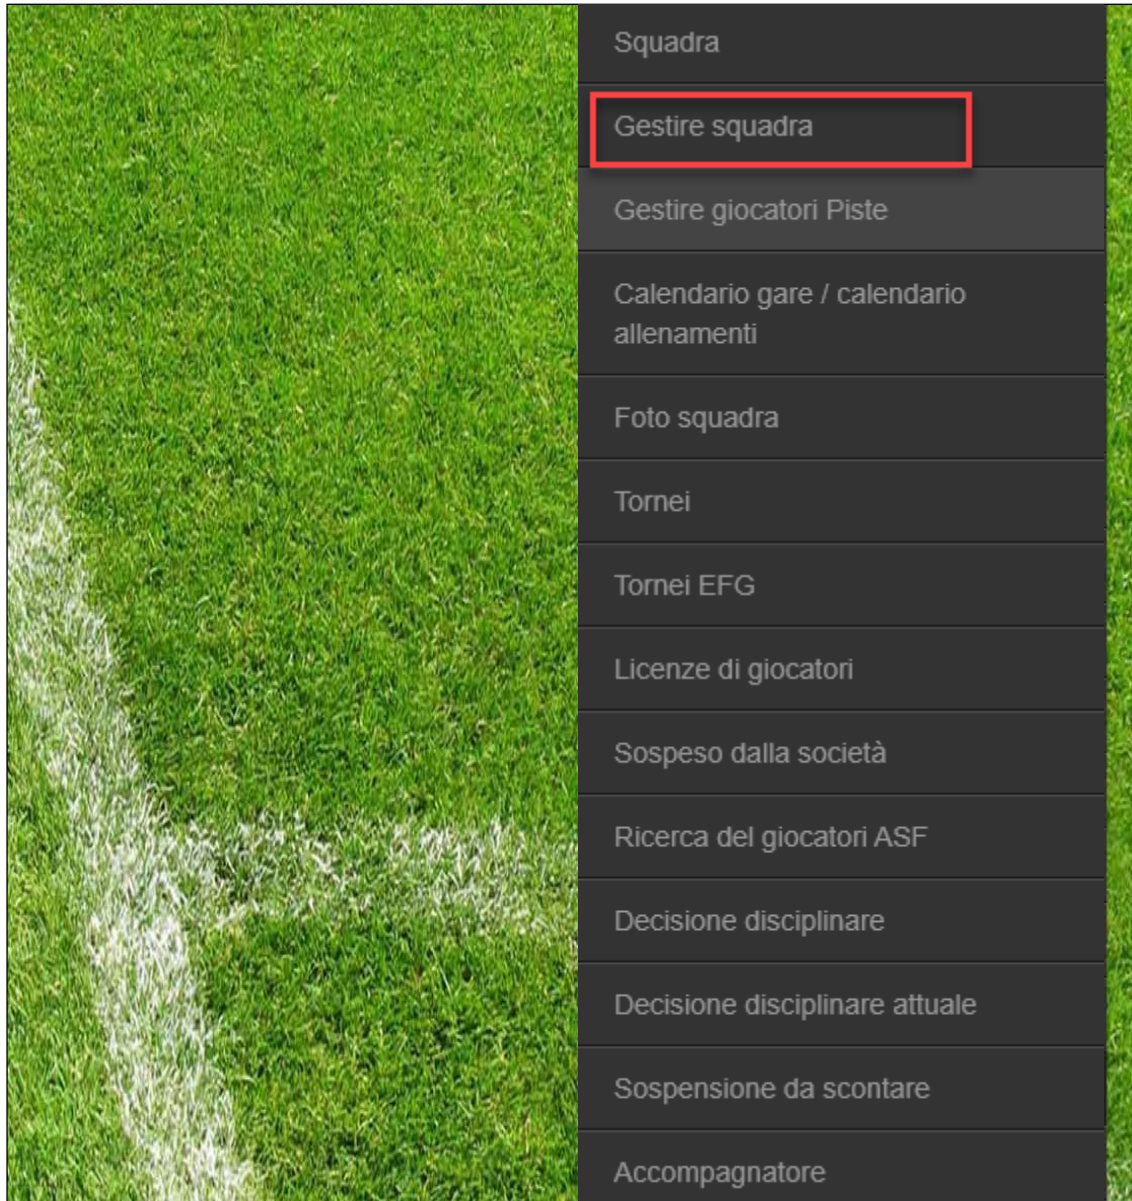 Squadra
Gestire squadra
Gestire giocatori Piste
Calendario gare / calendario
allenamenti
Foto squadra
Tornei
Tornei EFG
Licenze di giocatori
Sospeso dalla società
Ricerca del giocatori ASF
Decisione disciplinare
Decisione disciplinare attuale
Sospensione da scontare
Accompagnatore